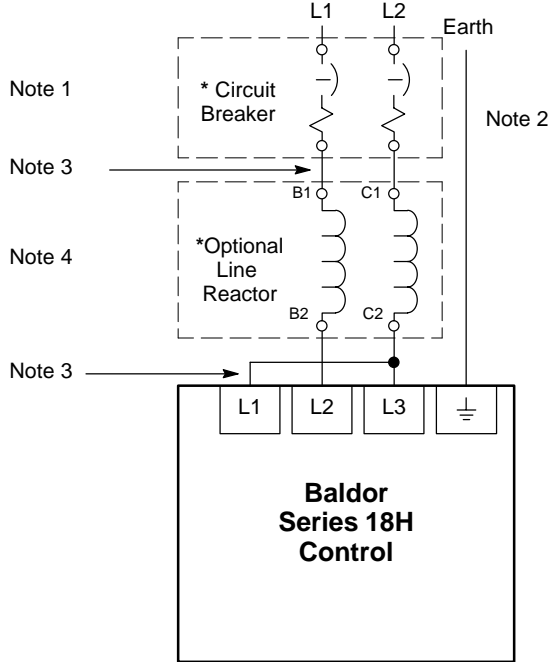 L1
L2
Earth
Note 1
* Circuit
Breaker
Note 2
Note 3
B1
C1
*Optional
Line
Reactor
Note 4
B2
C2
Note 3
L1
L2
L3
Baldor
Series 18H
Control